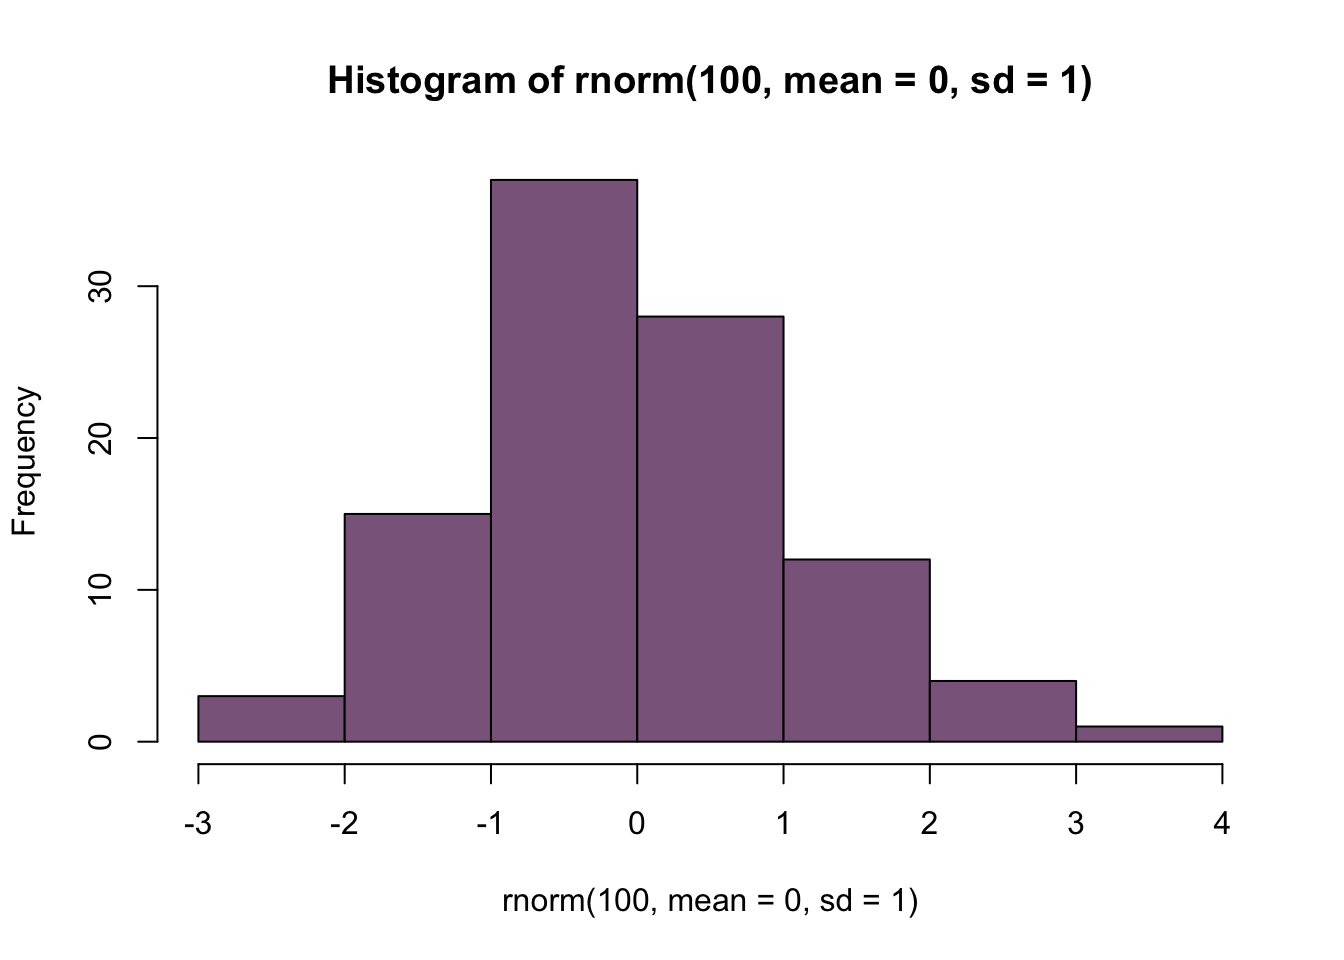 Histogram of rnorm(100, mean = 0, sd = 1)
Frequency
30
20
10
0
-3 -2 -1 0 1 2 3 4
rnorm(100, mean = 0, sd = 1)